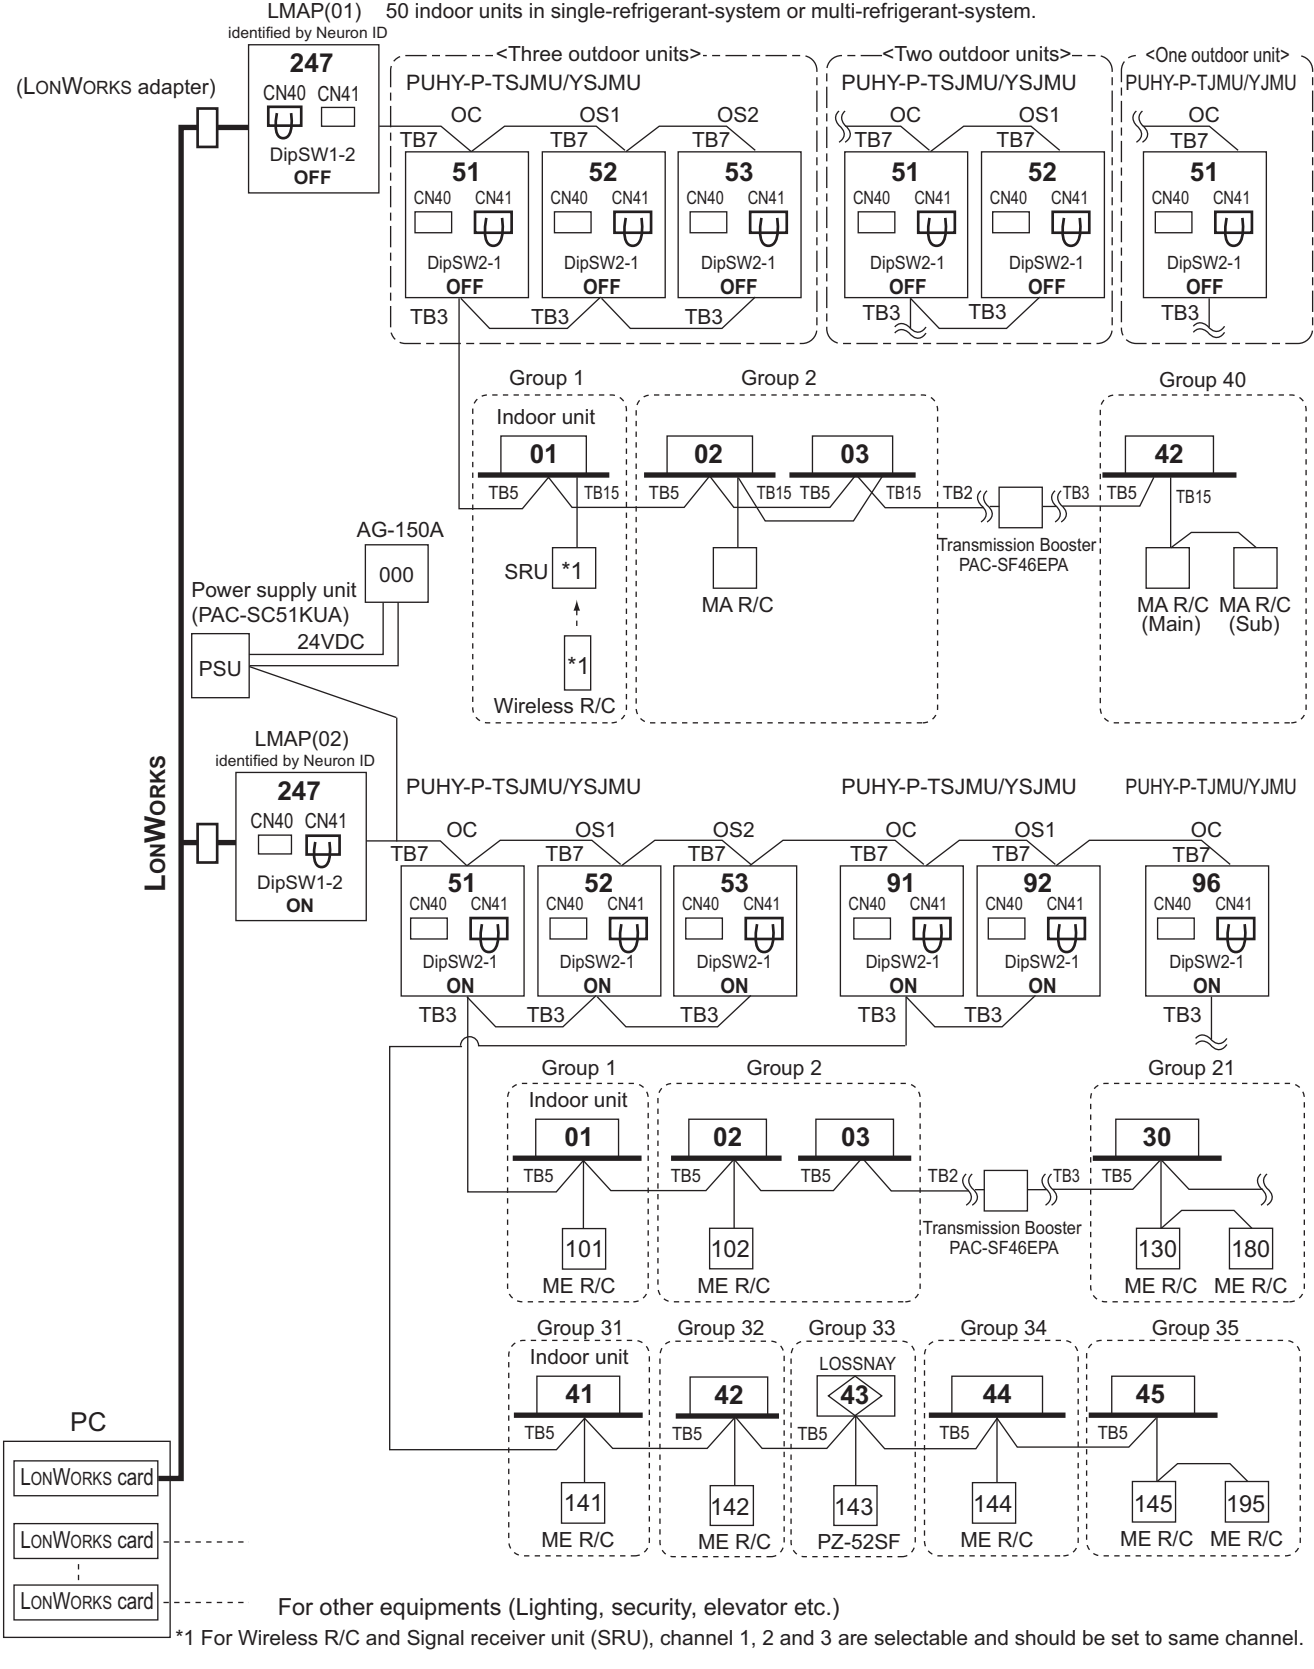 LMAP(01) 50 indoor units in single-refrigerant-system or multi-refrigerant-system.
identified by Neuron ID
(LONWORKS adapter)
247
CN40 CN41
DipSW1-2
OFF
<Three outdoor units> <Two outdoor units> <One outdoor unit>
PUHY-P-TSJMU/YSJMU PUHY-P-TSJMU/YSJMU PUHY-P-TJMU/YJMU
OC OS1 OS2 OC OS1 OC
TB7 TB7 TB7 TB7 TB7 TB7
51 52 53 51 52 51
CN40 CN41 CN40 CN41 CN40 CN41 CN40 CN41 CN40 CN41 CN40 CN41
DipSW2-1 DipSW2-1 DipSW2-1 DipSW2-1 DipSW2-1 DipSW2-1
OFF OFF OFF OFF OFF OFF
TB3 TB3 TB3 TB3 TB3 TB3
Group 1 Group 2 Group 40
Indoor unit
01 02 03 42
TB5 TB15 TB5 TB15 TB5 TB15 TB2 TB3 TB5 TB15
Transmission Booster
PAC-SF46EPA
SRU *1
MA R/C
MA R/C MA R/C
(Main) (Sub)
*1
Wireless R/C
AG-150A
000
Power supply unit
(PAC-SC51KUA)
24VDC
PSU
LONWORKS
LMAP(02)
identified by Neuron ID
247
CN40 CN41
DipSW1-2
ON
PUHY-P-TSJMU/YSJMU PUHY-P-TSJMU/YSJMU PUHY-P-TJMU/YJMU
OC OS1 OS2 OC OS1 OC
TB7 TB7 TB7 TB7 TB7 TB7
51 52 53 91 92 96
CN40 CN41 CN40 CN41 CN40 CN41 CN40 CN41 CN40 CN41 CN40 CN41
DipSW2-1 DipSW2-1 DipSW2-1 DipSW2-1 DipSW2-1 DipSW2-1
ON ON ON ON ON ON
TB3 TB3 TB3 TB3 TB3 TB3
Group 1 Group 2 Group 21
Indoor unit
01 02 03 30
TB5 TB5 TB5 TB2 TB3 TB5
Transmission Booster
PAC-SF46EPA
101 102 130 180
ME R/C ME R/C ME R/C ME R/C
Group 31 Group 32 Group 33 Group 34 Group 35
Indoor unit LOSSNAY
41 42 43 44 45
TB5 TB5 TB5 TB5 TB5
141 142 143 144 145 195
ME R/C ME R/C PZ-52SF ME R/C ME R/C ME R/C
PC
LONWORKS card
LONWORKS card
LONWORKS card
For other equipments (Lighting, security, elevator etc.)
*1 For Wireless R/C and Signal receiver unit (SRU), channel 1, 2 and 3 are selectable and should be set to same channel.